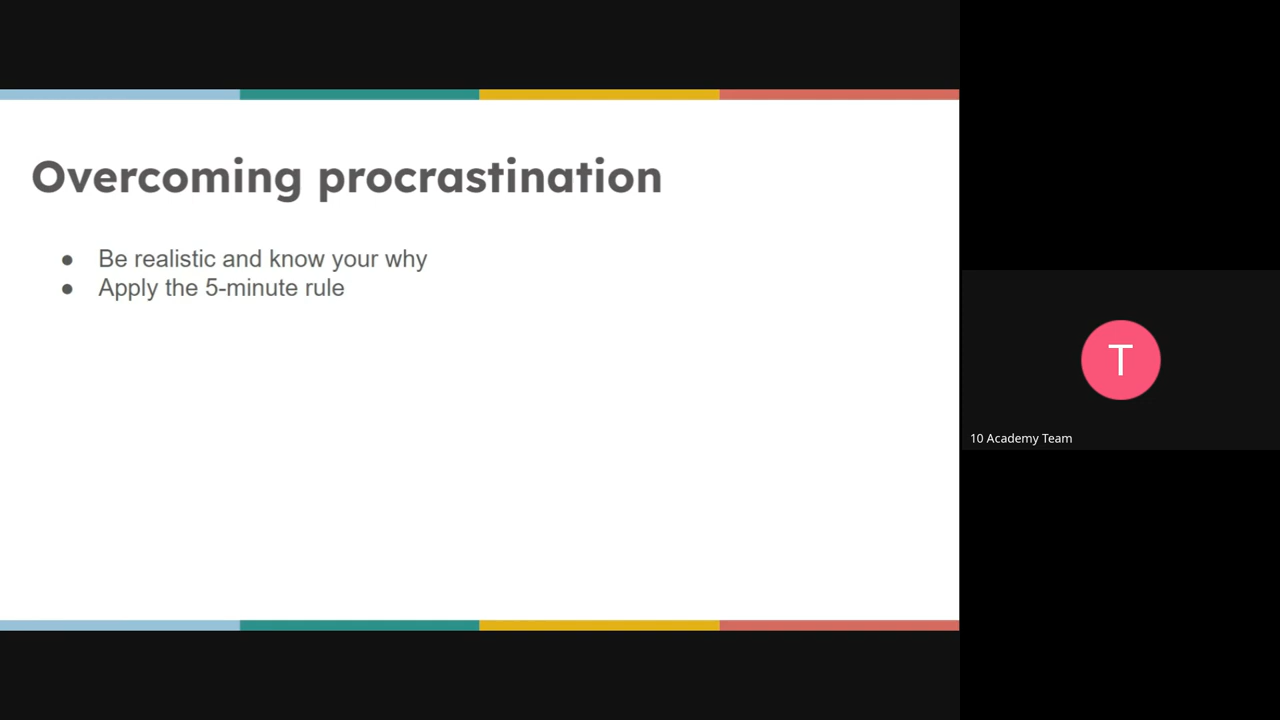 Overcoming procrastination
● Be realistic and know your why
● Apply the 5-minute rule
T
10 Academy Team